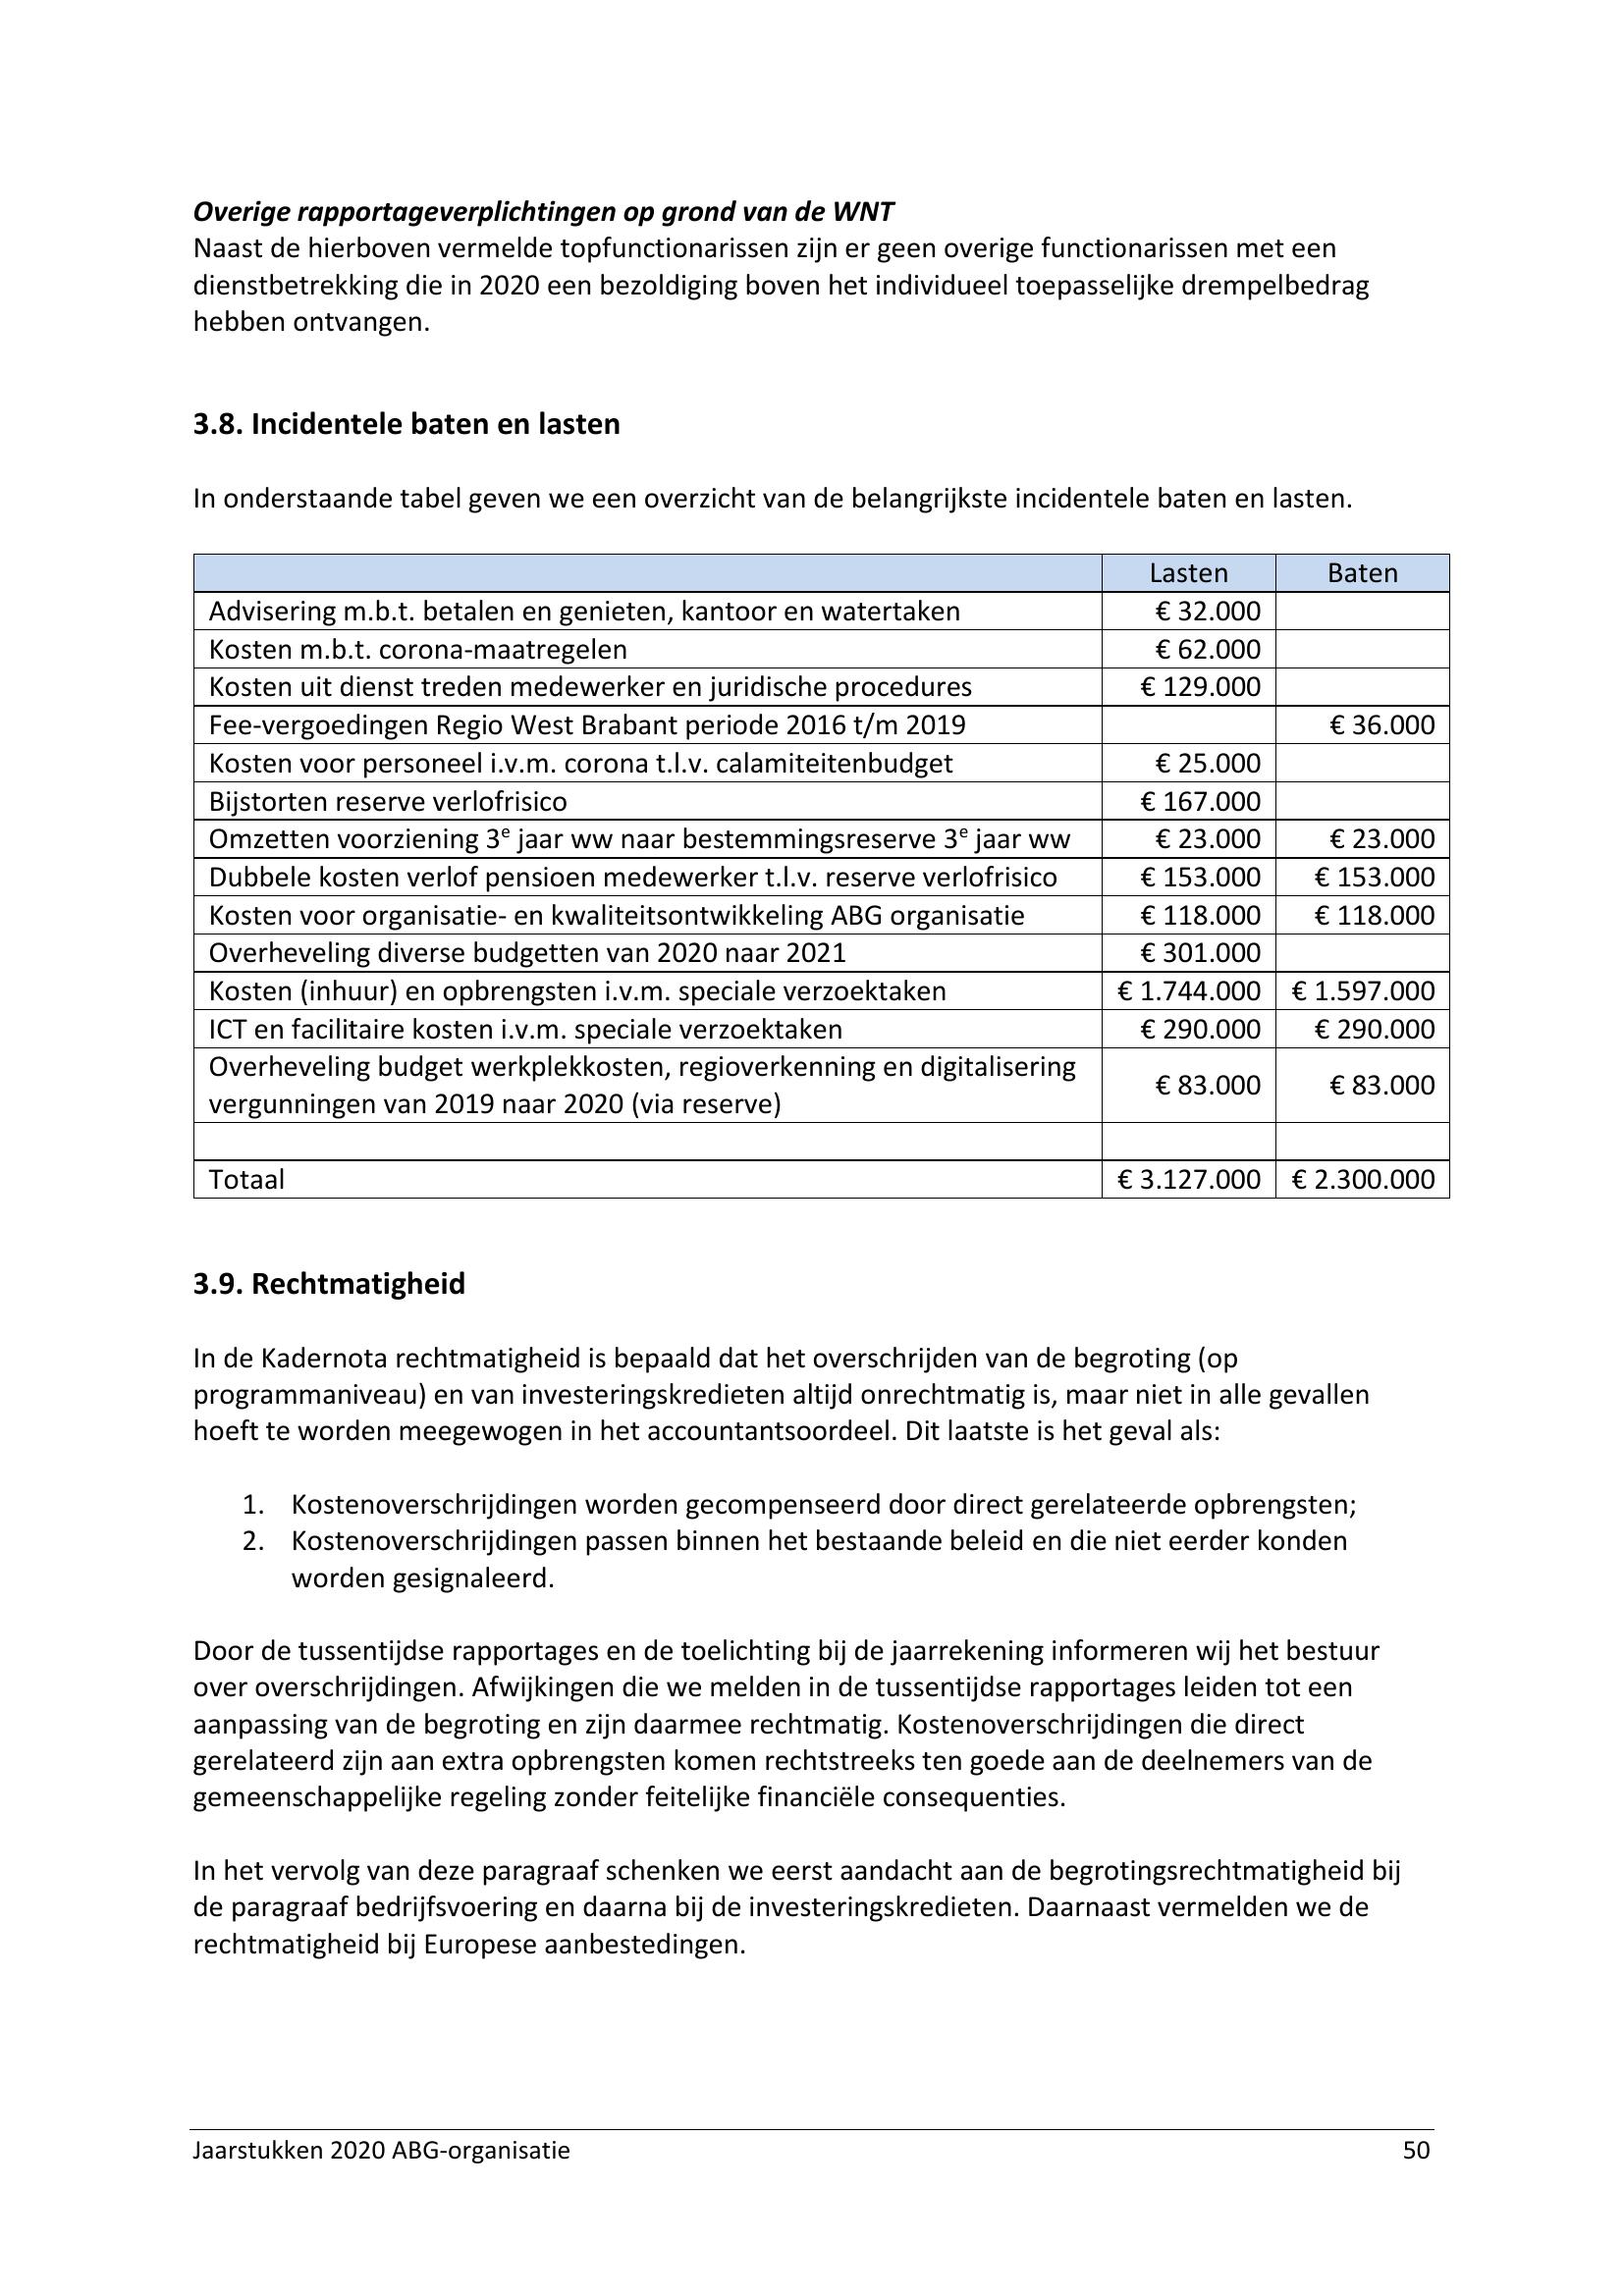 Overige rapportageverplichtingen op grond van de WNT
Naast de hierboven vermelde topfunctionarissen zijn er geen overige functionarissen met een
dienstbetrekking die in 2020 een bezoldiging boven het individueel toepasselijke drempelbedrag
hebben ontvangen.
3.8. Incidentele baten en lasten
In onderstaande tabel geven we een overzicht van de belangrijkste incidentele baten en lasten.
Lasten Baten
Advisering m.b.t. betalen en genieten, kantoor en watertaken € 32.000
Kosten m.b.t. corona-maatregelen € 62.000
Kosten uit dienst treden medewerker en juridische procedures € 129.000
Fee-vergoedingen Regio West Brabant periode 2016 t/m 2019 € 36.000
Kosten voor personeel i.v.m. corona t.l.v. calamiteitenbudget € 25.000
Bijstorten reserve verlofrisico € 167.000
Omzetten voorziening 3e jaar ww naar bestemmingsreserve 3e jaar ww € 23.000 € 23.000
Dubbele kosten verlof pensioen medewerker t.l.v. reserve verlofrisico € 153.000 € 153.000
Kosten voor organisatie- en kwaliteitsontwikkeling ABG organisatie € 118.000 € 118.000
Overheveling diverse budgetten van 2020 naar 2021 € 301.000
Kosten (inhuur) en opbrengsten i.v.m. speciale verzoektaken € 1.744.000 € 1.597.000
ICT en facilitaire kosten i.v.m. speciale verzoektaken € 290.000 € 290.000
Overheveling budget werkplekkosten, regioverkenning en digitalisering
vergunningen van 2019 naar 2020 (via reserve) € 83.000 € 83.000
Totaal € 3.127.000 € 2.300.000
3.9. Rechtmatigheid
In de Kadernota rechtmatigheid is bepaald dat het overschrijden van de begroting (op
programmaniveau) en van investeringskredieten altijd onrechtmatig is, maar niet in alle gevallen
hoeft te worden meegewogen in het accountantsoordeel. Dit laatste is het geval als:
1. Kostenoverschrijdingen worden gecompenseerd door direct gerelateerde opbrengsten;
2. Kostenoverschrijdingen passen binnen het bestaande beleid en die niet eerder konden
worden gesignaleerd.
Door de tussentijdse rapportages en de toelichting bij de jaarrekening informeren wij het bestuur
over overschrijdingen. Afwijkingen die we melden in de tussentijdse rapportages leiden tot een
aanpassing van de begroting en zijn daarmee rechtmatig. Kostenoverschrijdingen die direct
gerelateerd zijn aan extra opbrengsten komen rechtstreeks ten goede aan de deelnemers van de
gemeenschappelijke regeling zonder feitelijke financiële consequenties.
In het vervolg van deze paragraaf schenken we eerst aandacht aan de begrotingsrechtmatigheid bij
de paragraaf bedrijfsvoering en daarna bij de investeringskredieten. Daarnaast vermelden we de
rechtmatigheid bij Europese aanbestedingen.
Jaarstukken 2020 ABG-organisatie 50